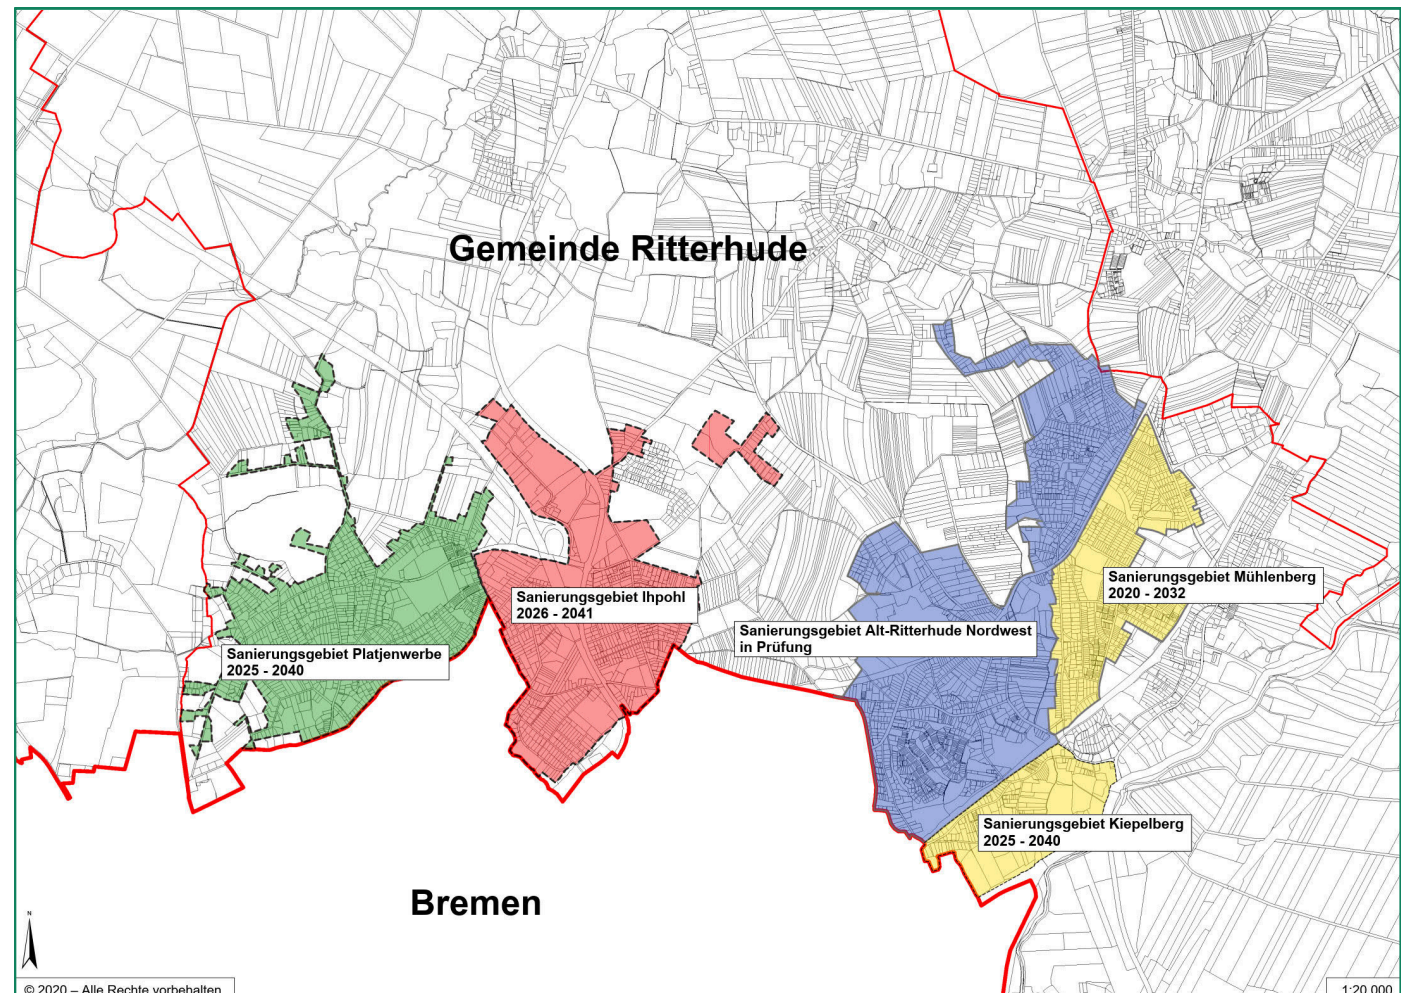 Gemeinde Ritterhude
Sanierungsgebiet Mühlenberg
2020 - 2032
Sanierungsgebiet Ihpohl
2026 - 2041
Sanierungsgebiet Alt-Ritterhude Nordwest
in Prüfung
Sanierungsgebiet Platjenwerbe
2025 - 2040
Sanierungsgebiet Kiepelberg
2025 - 2040
Bremen
N
© 2020 – Alle Rechte vorbehalten
1:20.000